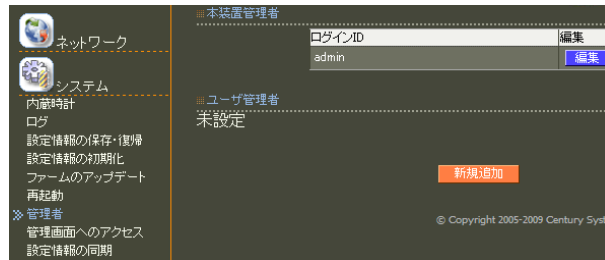 ネットワーク
システム
内蔵時計
ログ
設定情報の保存・復帰
設定情報の初期化
ファームのアップデート
再起動
管理者
管理画面へのアクセス
設定情報の同期
本装置管理者
ログインID 編集
admin 編集
ユーザ管理者
未設定
新規追加
© Copyright 2005-2009 Century Sys